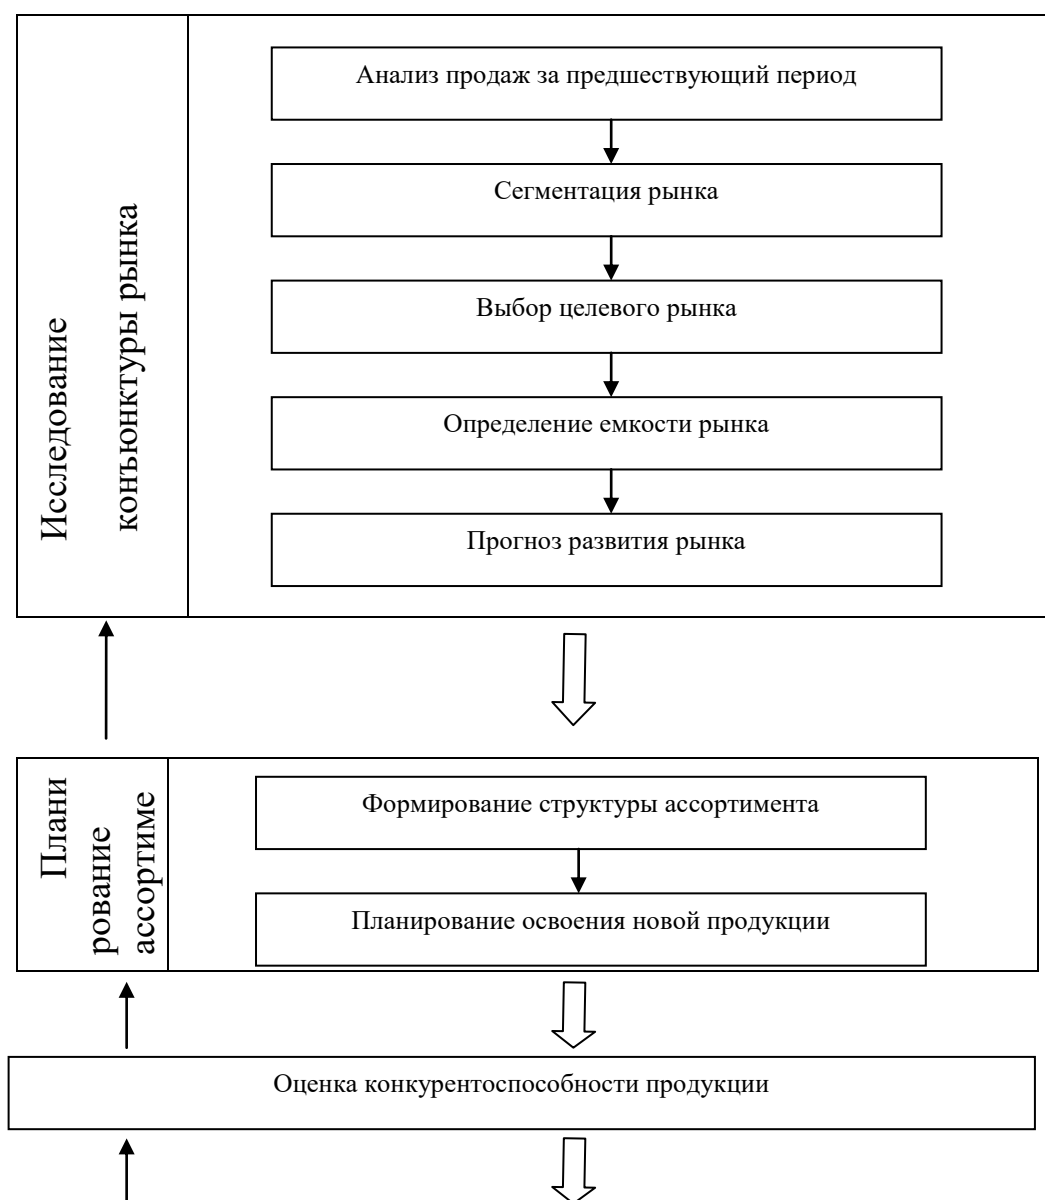 Исследование
конъюнктуры рынка
Анализ продаж за предшествующий период
Сегментация рынка
Выбор целевого рынка
Определение емкости рынка
Прогноз развития рынка
Плани
рование
ассортиме
Формирование структуры ассортимента
Планирование освоения новой продукции
Оценка конкурентоспособности продукции